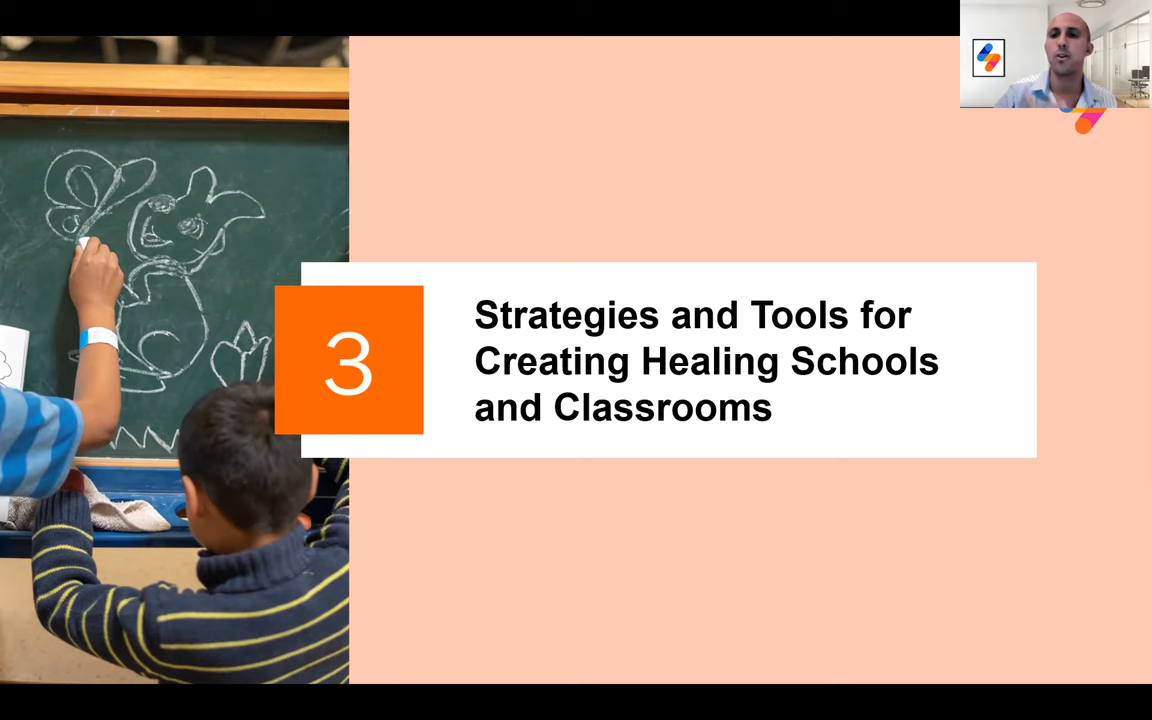 3
Strategies and Tools for
Creating Healing Schools
and Classrooms